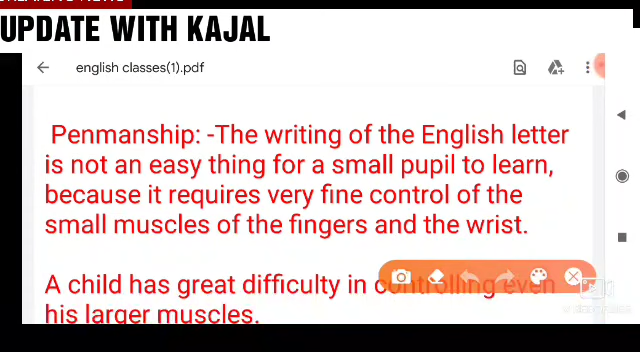 UPDATE WITH KAJAL
english classes(1).pdf
Penmanship: -The writing of the English letter
is not an easy thing for a small pupil to learn,
because it requires very fine control of the
small muscles of the fingers and the wrist.
A child has great difficulty in controlling even
his larger muscles.